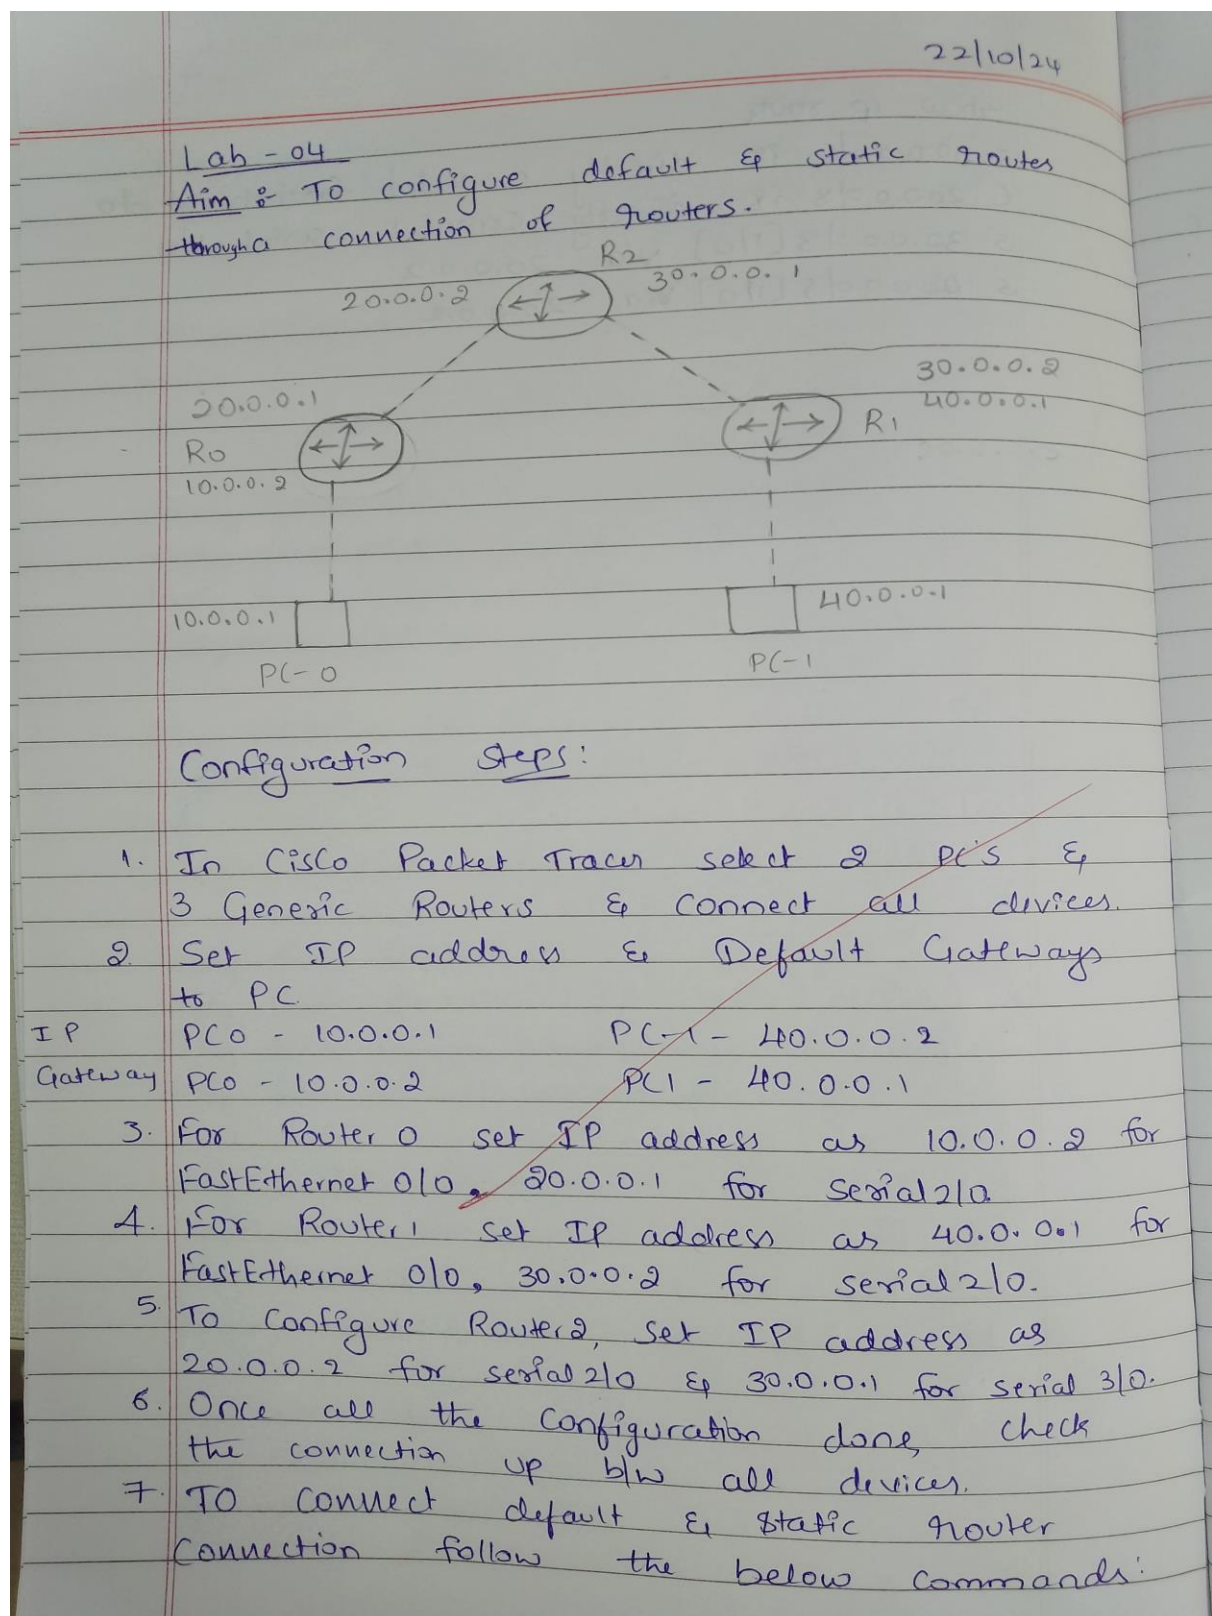 22/10/24
Lab - 04
Aim : To configure default & static routes
through a connection of routers.
R2
20.0.0.2 30.0.0.1
30.0.0.2
20.0.0.1 40.0.0.1
R0 R1
10.0.0.2
10.0.0.1 40.0.0.1
PC-0 PC-1
Configuration Steps:
1. In Cisco Packet Tracer select 2 PC'S &
3 Generic Routers & connect all devices.
2. Set IP address & Default Gateways
to PC
IP PC0 - 10.0.0.1 PC-1 - 40.0.0.2
Gateway PC0 - 10.0.0.2 PC1 - 40.0.0.1
3. For Router 0 set IP address as 10.0.0.2 for
FastEthernet 0/0, 20.0.0.1 for serial 2/0
4. For Router 1 set IP address as 40.0.0.1 for
FastEthernet 0/0, 30.0.0.2 for serial 2/0.
5. To Configure Router2, set IP address as
20.0.0.2 for serial 2/0 & 30.0.0.1 for serial 3/0.
6. Once all the configuration done, check
the connection up b/w all devices.
7. TO connect default & static router
Connection follow the below commands: